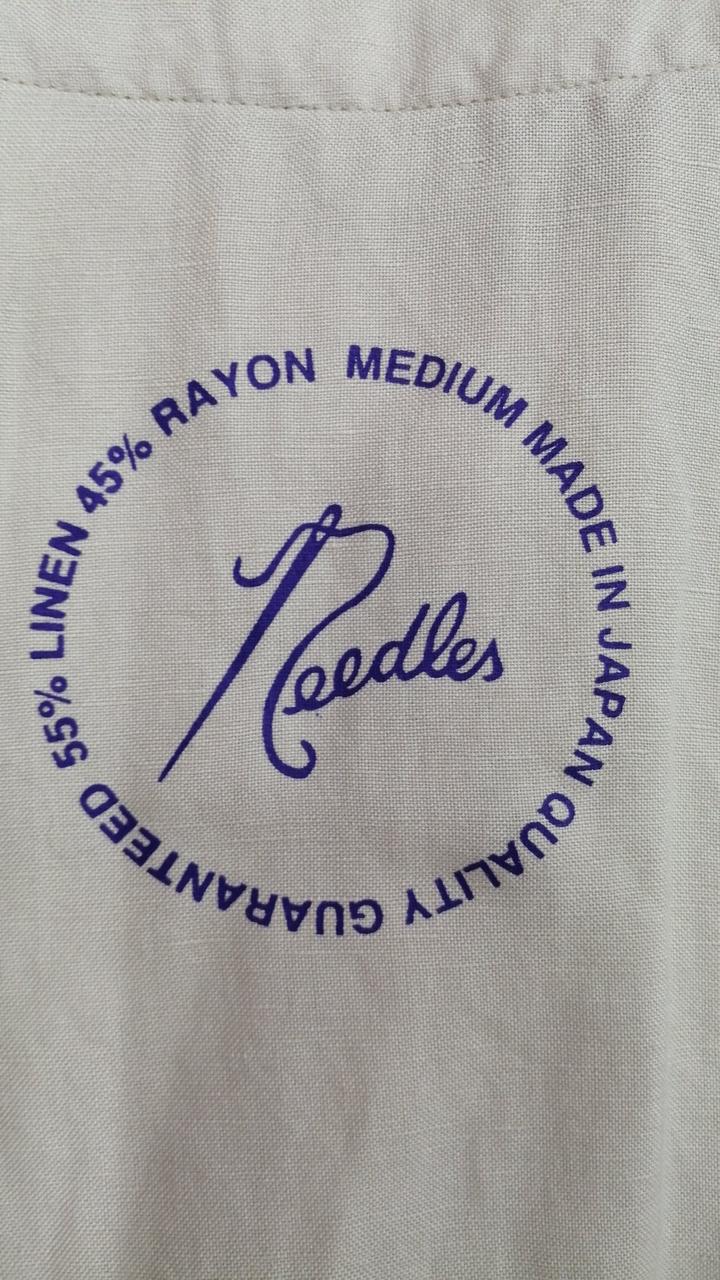 MEDIUM MADE IN JAPAN QUALITY GUARANTEED 55% LINEN 45% RAYON
Needles